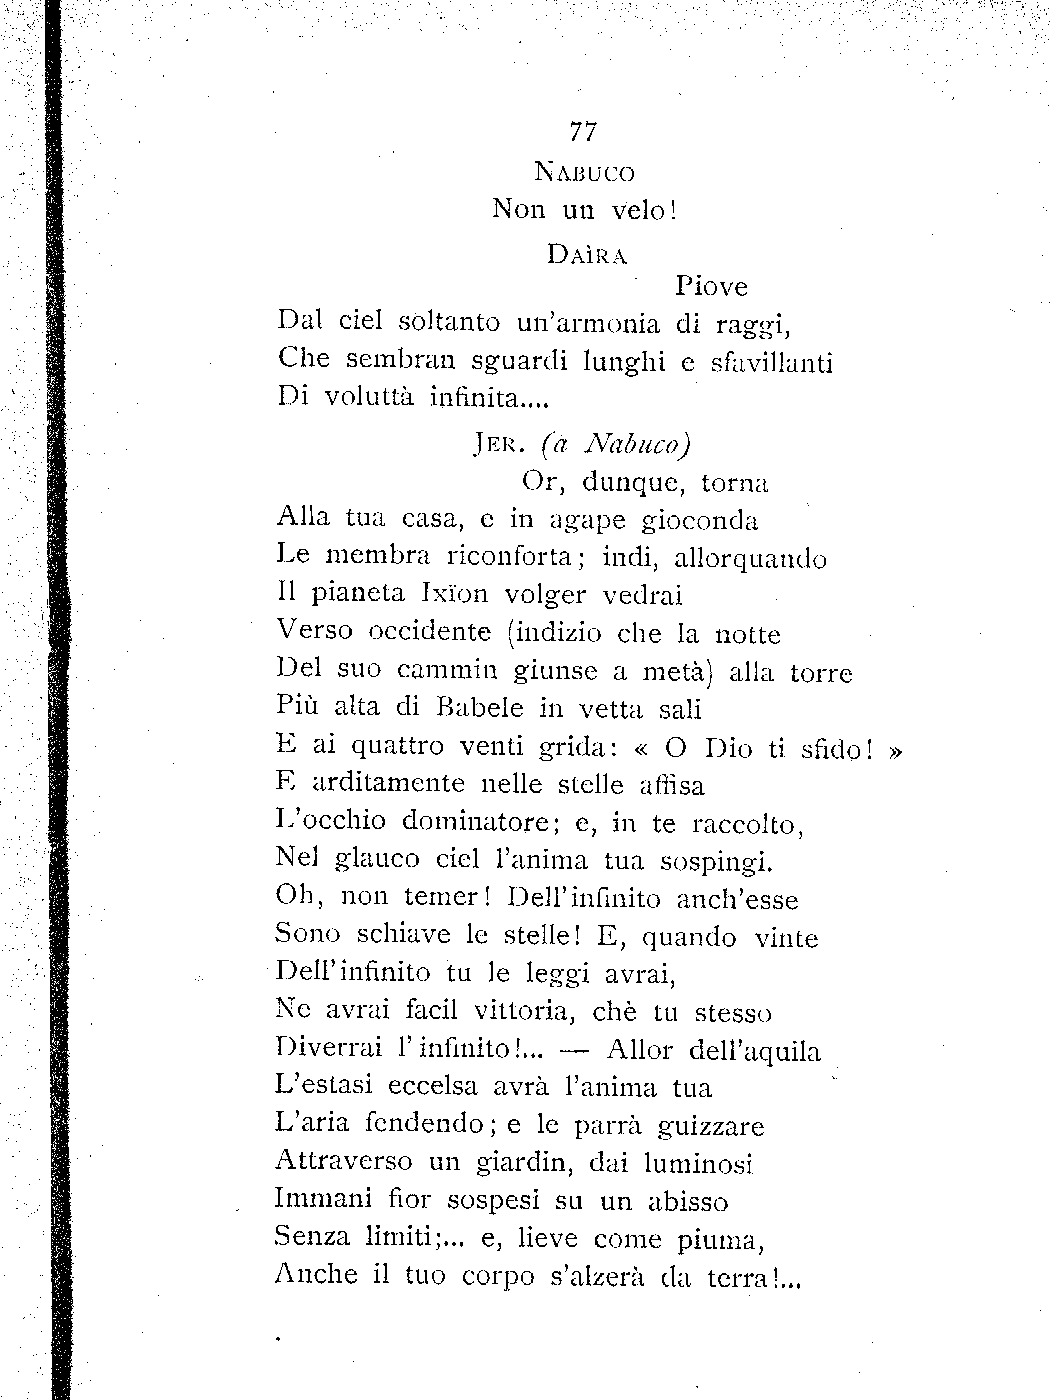 77
NABUCO
Non un velo!
DAÌRA
Piove
Dal ciel soltanto un'armonia di raggi,
Che sembran sguardi lunghi e sfavillanti
Di voluttà infinita....
JER. (a Nabuco)
Or, dunque, torna
Alla tua casa, e in agape gioconda
Le membra riconforta; indi, allorquando
Il pianeta Ixïon volger vedrai
Verso occidente (indizio che la notte
Del suo cammin giunse a metà) alla torre
Più alta di Babele in vetta sali
E ai quattro venti grida: « O Dio ti sfido! »
E arditamente nelle stelle affisa
L'occhio dominatore; e, in te raccolto,
Nel glauco ciel l'anima tua sospingi.
Oh, non temer! Dell'infinito anch'esse
Sono schiave le stelle! E, quando vinte
Dell'infinito tu le leggi avrai,
Ne avrai facil vittoria, chè tu stesso
Diverrai l'infinito!... — Allor dell'aquila
L'estasi eccelsa avrà l'anima tua
L'aria fendendo; e le parrà guizzare
Attraverso un giardin, dai luminosi
Immani fior sospesi su un abisso
Senza limiti;... e, lieve come piuma,
Anche il tuo corpo s'alzerà da terra!...